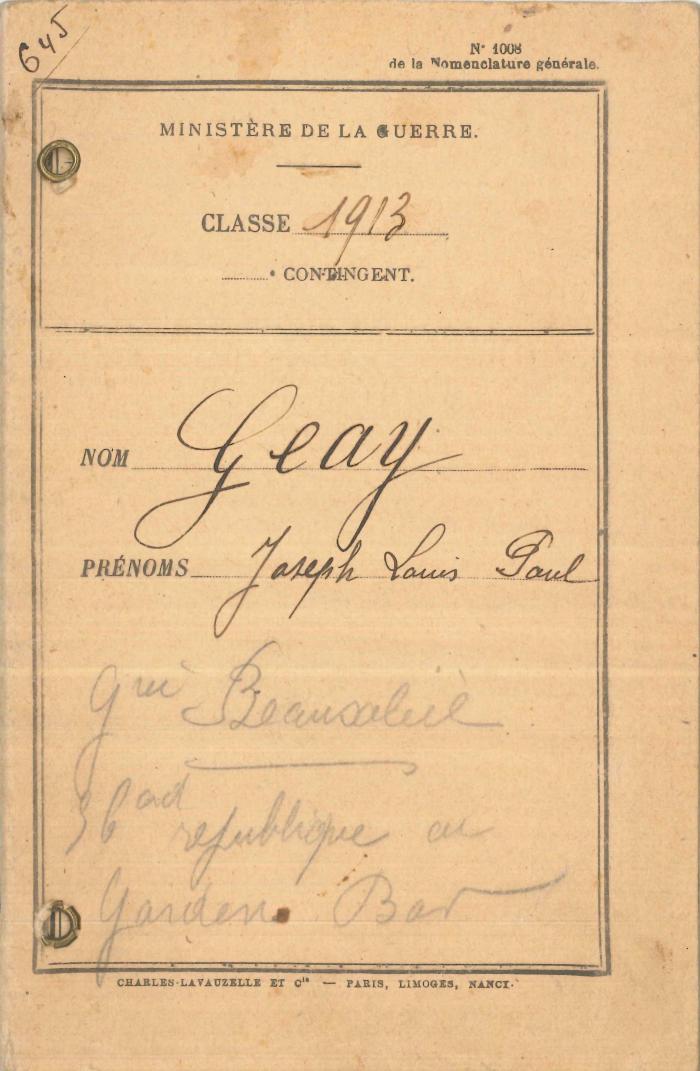 645
N° 1008
de la Nomenclature générale.
MINISTÈRE DE LA GUERRE.
CLASSE 1913
CONTINGENT.
NOM Geay
PRÉNOMS Joseph Louis Paul
Beausoleil
république ou
Garden Bar
CHARLES-LAVAUZELLE ET Cie — PARIS, LIMOGES, NANCY.